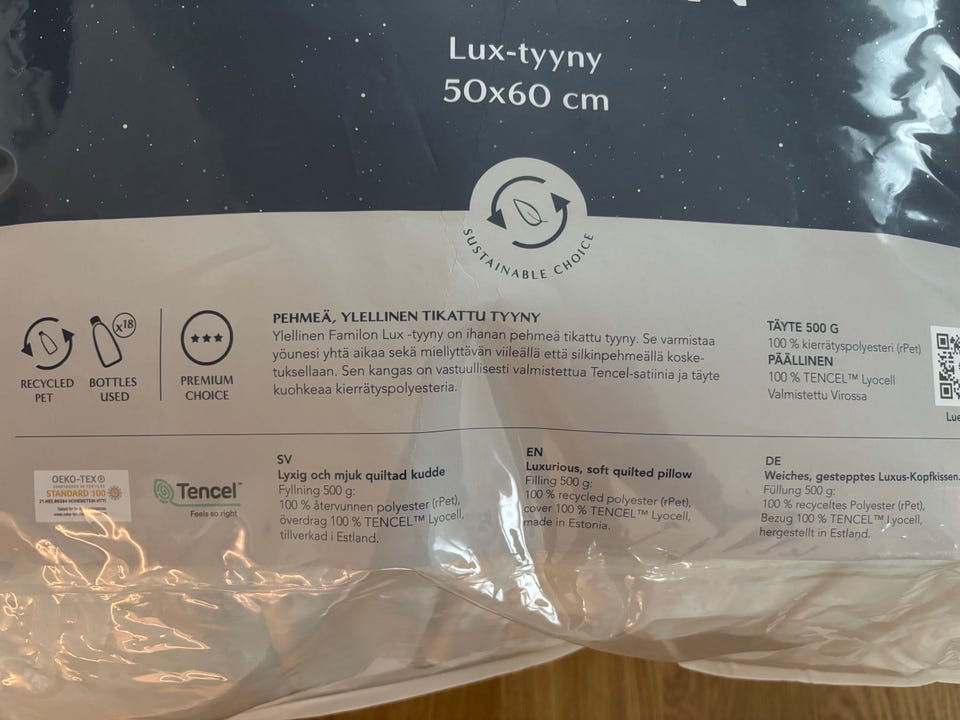 Lux-tyyny
50x60 cm
SUSTAINABLE CHOICE
RECYCLED
PET
x18
BOTTLES
USED
PREMIUM
CHOICE
PEHMEÄ, YLELLINEN TIKATTU TYYNY
Ylellinen Familon Lux -tyyny on ihanan pehmeä tikattu tyyny. Se varmistaa
yöunesi yhtä aikaa sekä miellyttävän viileällä että silkinpehmeällä koske-
tuksellaan. Sen kangas on vastuullisesti valmistettua Tencel-satiinia ja täyte
kuohkeaa kierrätyspolyesteria.
TÄYTE 500 G
100 % kierrätyspolyesteri (rPet)
PÄÄLLINEN
100 % TENCEL™ Lyocell
Valmistettu Virossa
OEKO-TEX®
CONFIDENCE IN TEXTILES
STANDARD 100
Tencel™
Feels so right
SV
Lyxig och mjuk quiltad kudde
Fyllning 500 g:
100 % återvunnen polyester (rPet),
överdrag 100 % TENCEL™ Lyocell,
tillverkad i Estland.
EN
Luxurious, soft quilted pillow
Filling 500 g:
100 % recycled polyester (rPet),
cover 100 % TENCEL™ Lyocell,
made in Estonia.
DE
Weiches, gestepptes Luxus-Kopfkissen.
Füllung 500 g:
100 % recyceltes Polyester (rPet),
Bezug 100 % TENCEL™ Lyocell,
hergestellt in Estland.